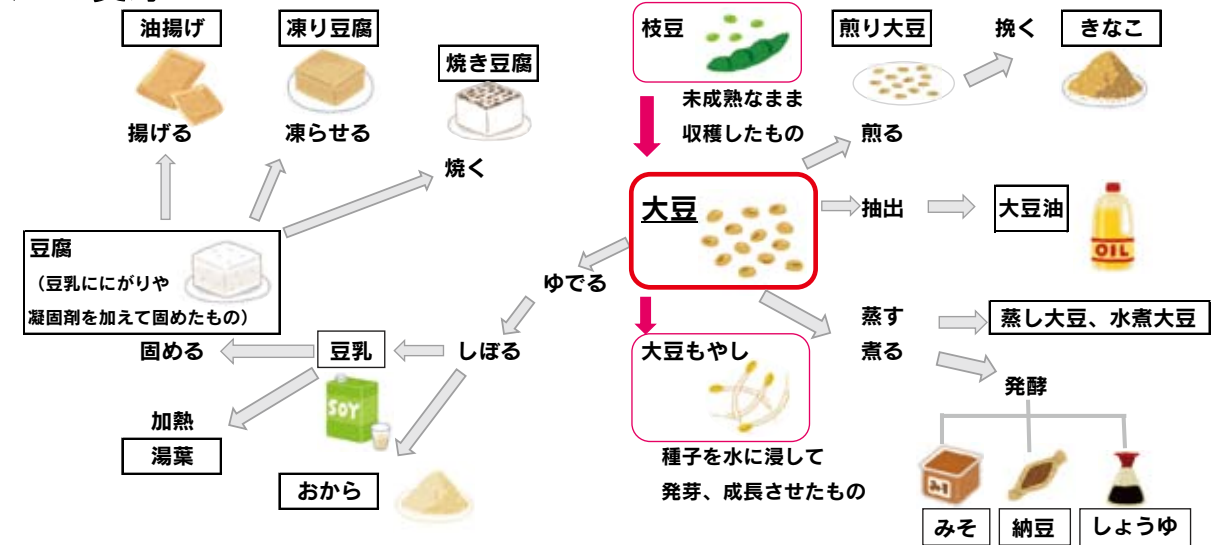 油揚げ
凍り豆腐
焼き豆腐
揚げる
凍らせる
焼く
豆腐
（豆乳ににがりや
凝固剤を加えて固めたもの）
固める
豆乳
しぼる
ゆでる
加熱
湯葉
SOY
おから
枝豆
未成熟なまま
収穫したもの
煎り大豆
挽く
きなこ
煎る
大豆
抽出
大豆油
OIL
蒸す
煮る
蒸し大豆、水煮大豆
大豆もやし
種子を水に浸して
発芽、成長させたもの
発酵
みそ
みそ
納豆
しょうゆ